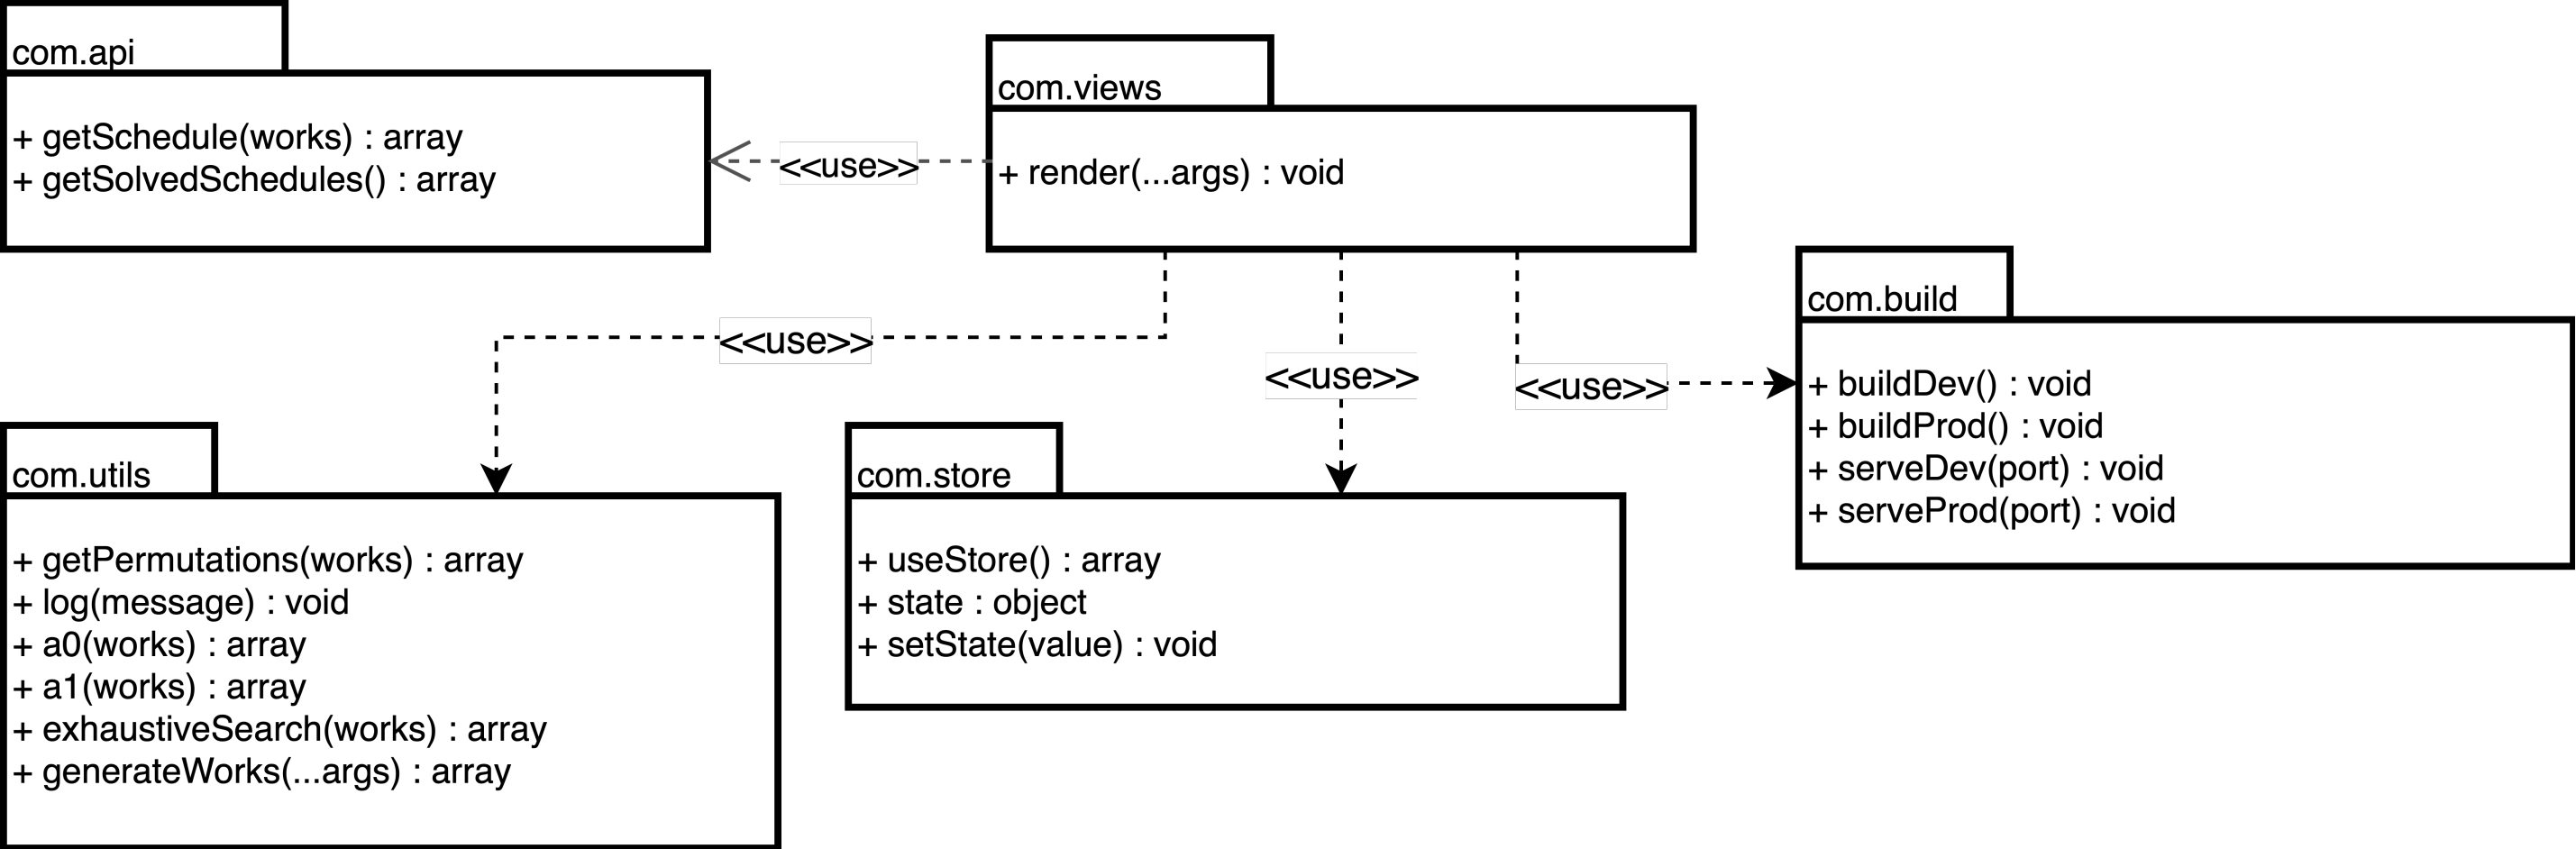 com.api
+ getSchedule(works) : array
+ getSolvedSchedules() : array
<<use>>
com.views
+ render(...args) : void
<<use>>
<<use>>
<<use>>
com.build
+ buildDev() : void
+ buildProd() : void
+ serveDev(port) : void
+ serveProd(port) : void
com.utils
+ getPermutations(works) : array
+ log(message) : void
+ a0(works) : array
+ a1(works) : array
+ exhaustiveSearch(works) : array
+ generateWorks(...args) : array
com.store
+ useStore() : array
+ state : object
+ setState(value) : void